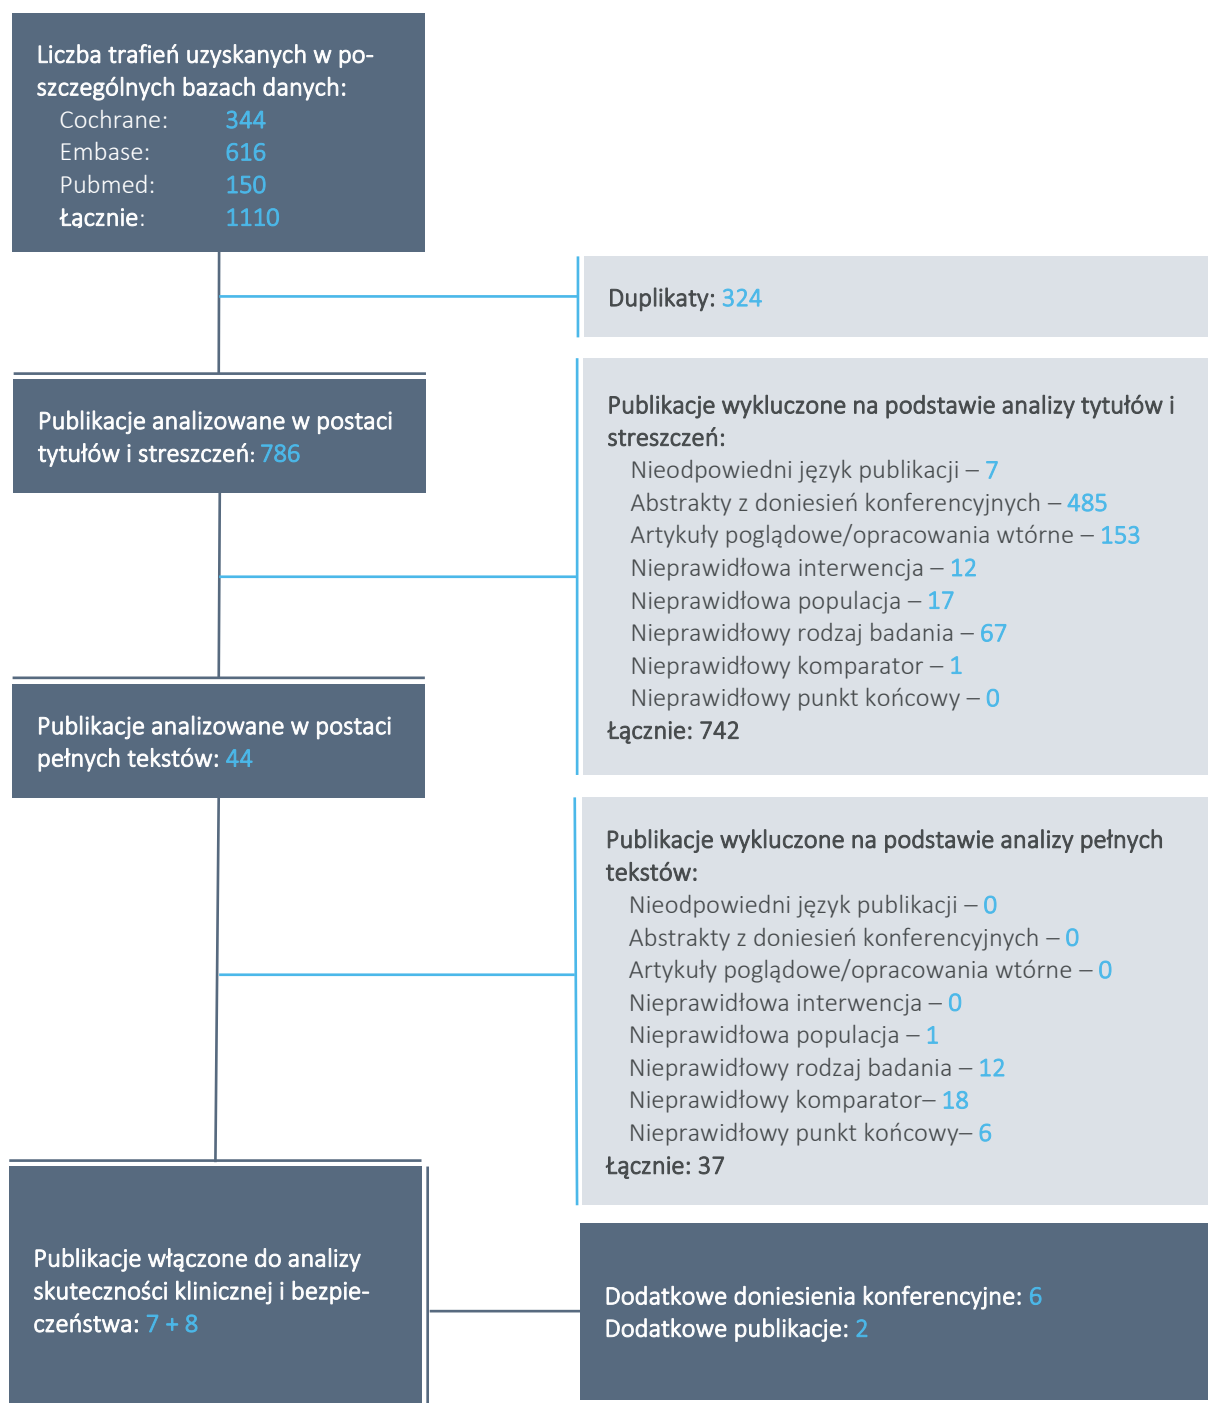 Liczba trafień uzyskanych w po-
szczególnych bazach danych:
Cochrane: 344
Embase: 616
Pubmed: 150
Łącznie: 1110
Duplikaty: 324
Publikacje analizowane w postaci
tytułów i streszczeń: 786
Publikacje wykluczone na podstawie analizy tytułów i
streszczeń:
Nieodpowiedni język publikacji – 7
Abstrakty z doniesień konferencyjnych – 485
Artykuły poglądowe/opracowania wtórne – 153
Nieprawidłowa interwencja – 12
Nieprawidłowa populacja – 17
Nieprawidłowy rodzaj badania – 67
Nieprawidłowy komparator – 1
Nieprawidłowy punkt końcowy – 0
Łącznie: 742
Publikacje analizowane w postaci
pełnych tekstów: 44
Publikacje wykluczone na podstawie analizy pełnych
tekstów:
Nieodpowiedni język publikacji – 0
Abstrakty z doniesień konferencyjnych – 0
Artykuły poglądowe/opracowania wtórne – 0
Nieprawidłowa interwencja – 0
Nieprawidłowa populacja – 1
Nieprawidłowy rodzaj badania – 12
Nieprawidłowy komparator– 18
Nieprawidłowy punkt końcowy– 6
Łącznie: 37
Publikacje włączone do analizy
skuteczności klinicznej i bezpie-
czeństwa: 7 + 8
Dodatkowe doniesienia konferencyjne: 6
Dodatkowe publikacje: 2